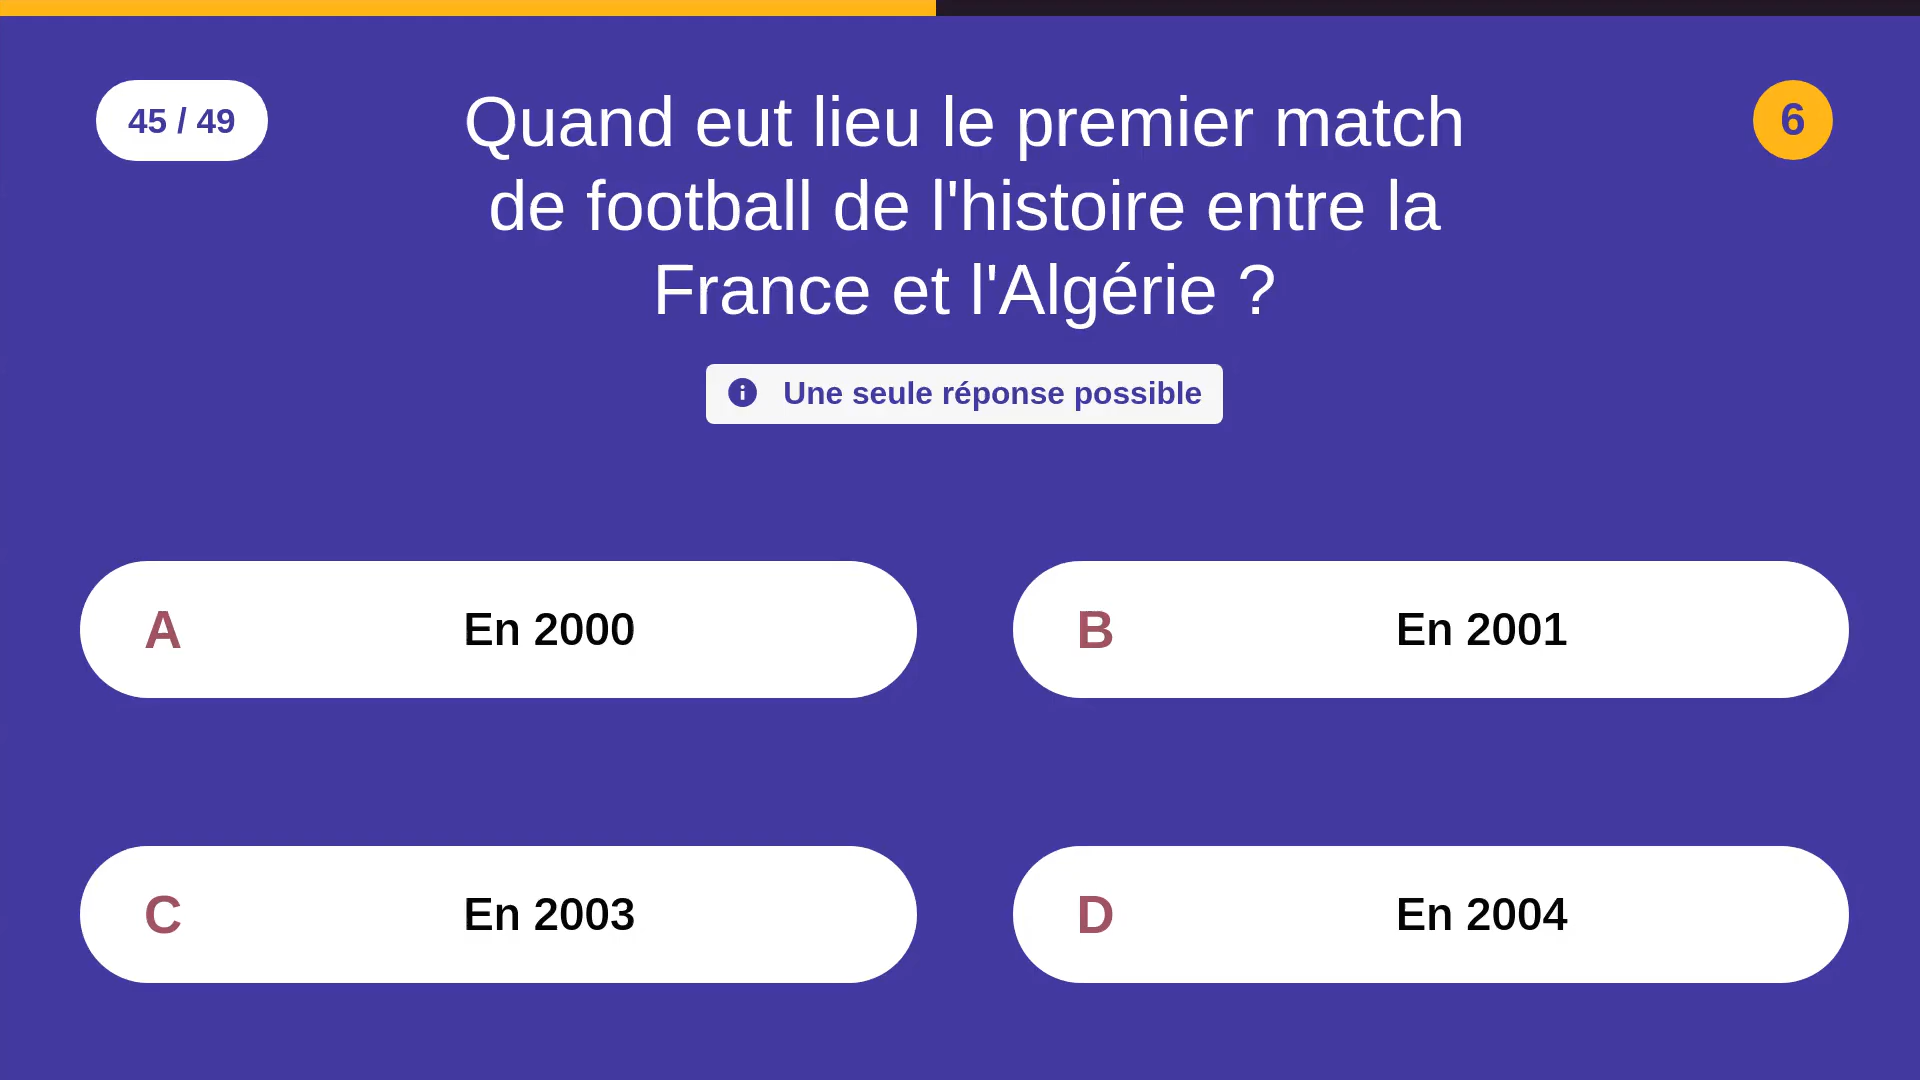 45 / 49
Quand eut lieu le premier match
de football de l'histoire entre la
France et l'Algérie ?
6
Une seule réponse possible
A En 2000
B En 2001
C En 2003
D En 2004